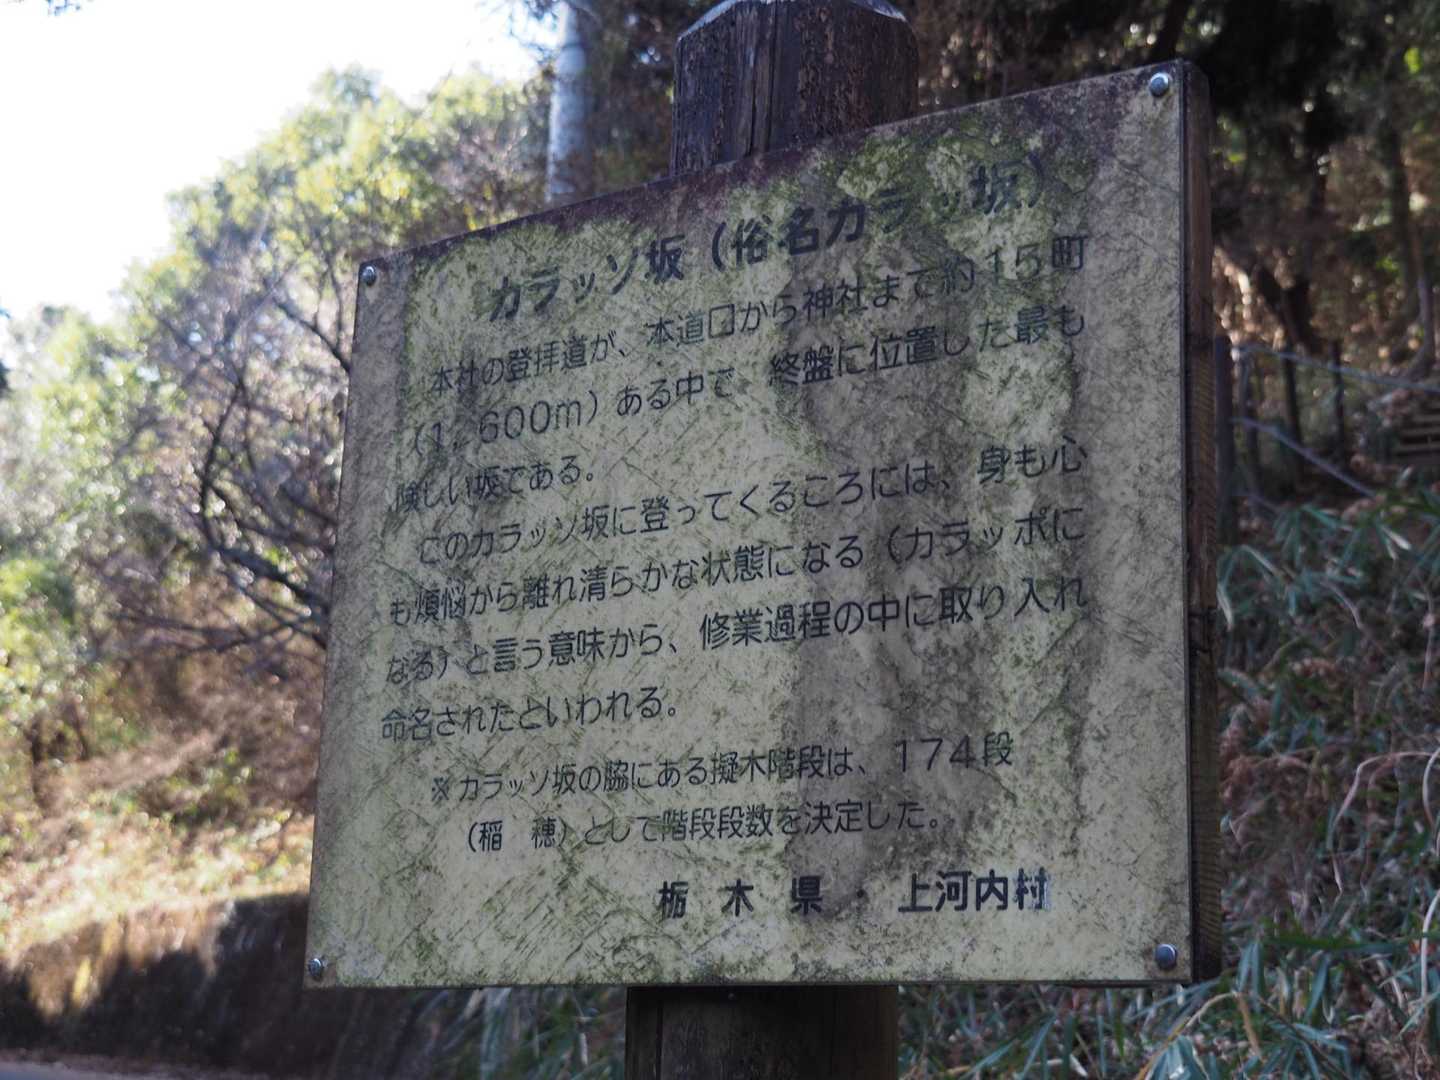 カラッソ坂（俗名カラッ坂）
本社の登拝道が、本道口から神社まで約１５町
（１，６００ｍ）ある中で　終盤に位置した最も
険しい坂である。
このカラッソ坂に登ってくるころには、身も心
も煩悩から離れ清らかな状態になる（カラッポに
なる）と言う意味から、修業過程の中に取り入れ
命名されたといわれる。
※カラッソ坂の脇にある擬木階段は、１７４段
（稲　穂）として階段段数を決定した。
栃　木　県　・　上河内村